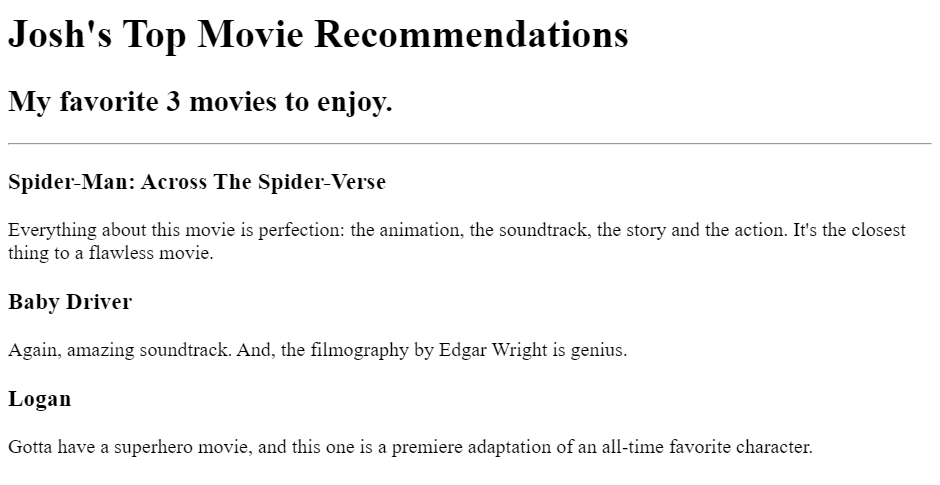 Josh's Top Movie Recommendations
My favorite 3 movies to enjoy.
Spider-Man: Across The Spider-Verse
Everything about this movie is perfection: the animation, the soundtrack, the story and the action. It's the closest
thing to a flawless movie.
Baby Driver
Again, amazing soundtrack. And, the filmography by Edgar Wright is genius.
Logan
Gotta have a superhero movie, and this one is a premiere adaptation of an all-time favorite character.